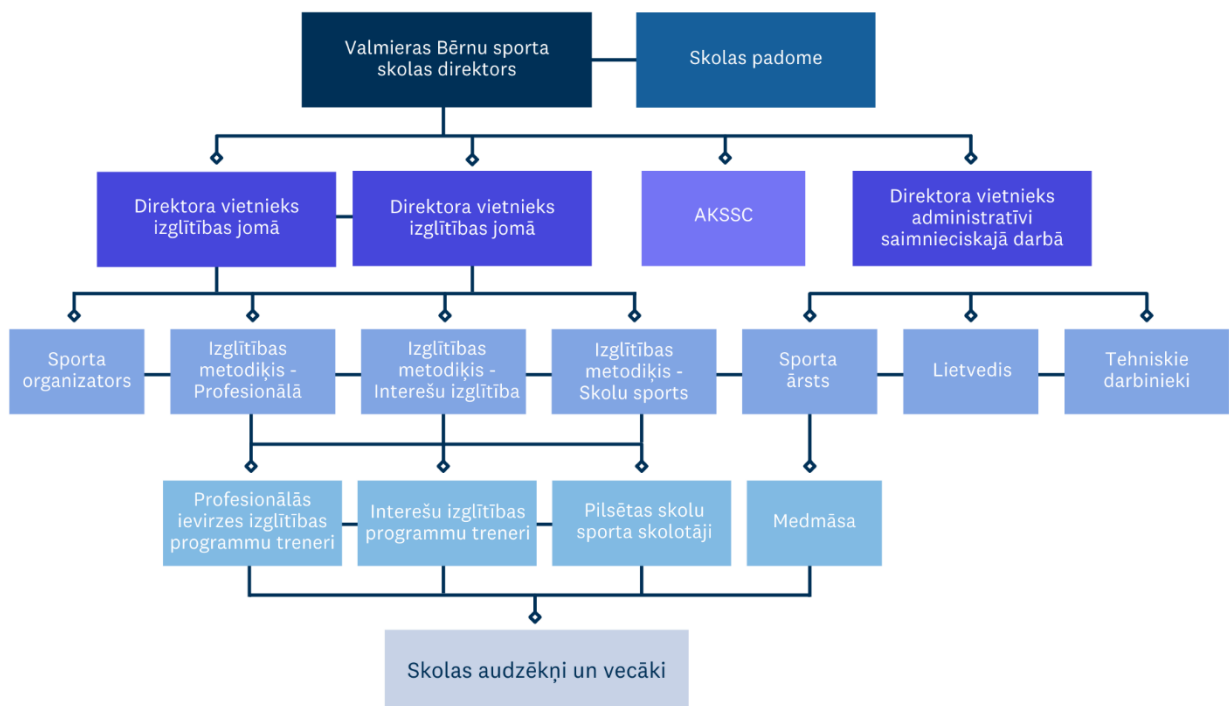 Valmieras Bērnu sporta
skolas direktors
Skolas padome
Direktora vietnieks
izglītības jomā
Direktora vietnieks
izglītības jomā
AKSSC
Direktora vietnieks
administratīvi
saimnieciskajā darbā
Sporta
organizators
Izglītības
metodiķis -
Profesionālā
Izglītības
metodiķis -
Interešu izglītība
Izglītības
metodiķis -
Skolu sports
Sporta
ārsts
Lietvedis
Tehniskie
darbinieki
Profesionālās
ievirzes izglītības
programmu treneri
Interešu izglītības
programmu treneri
Pilsētas skolu
sporta skolotāji
Medmāsa
Skolas audzēkņi un vecāki